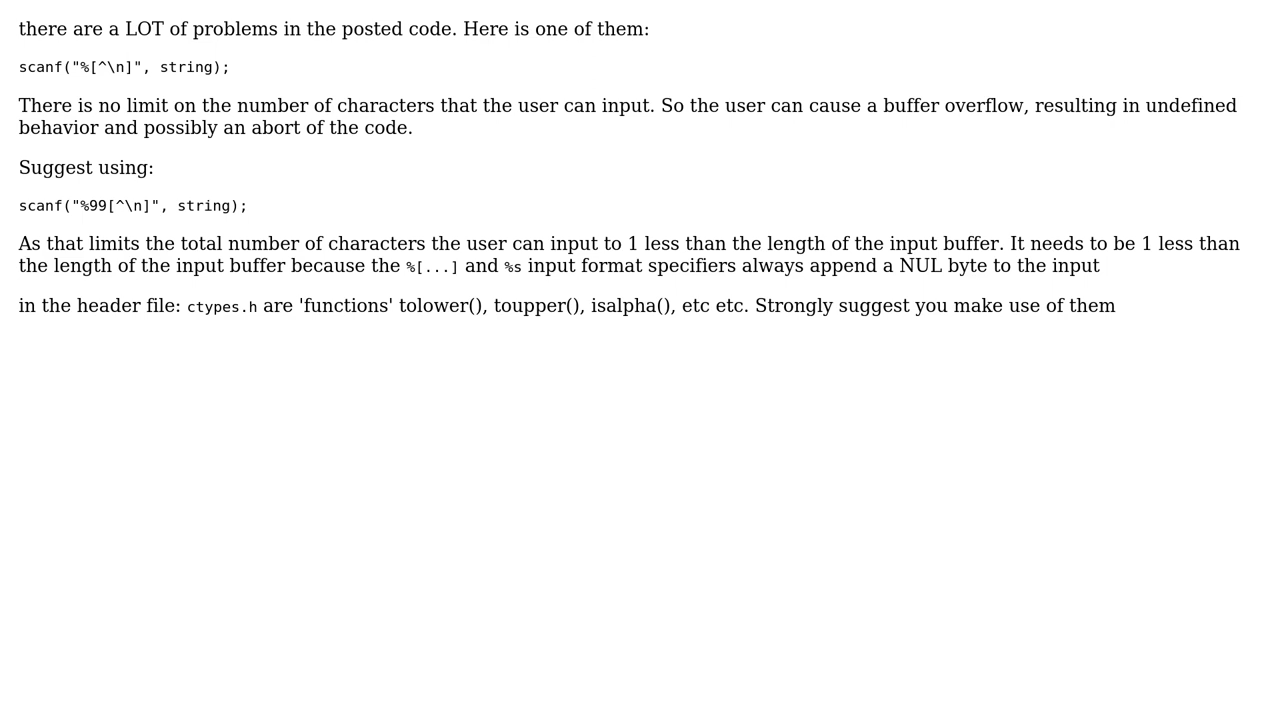 there are a LOT of problems in the posted code. Here is one of them:
scanf("%[^\n]", string);
There is no limit on the number of characters that the user can input. So the user can cause a buffer overflow, resulting in undefined
behavior and possibly an abort of the code.
Suggest using:
scanf("%99[^\n]", string);
As that limits the total number of characters the user can input to 1 less than the length of the input buffer. It needs to be 1 less than
the length of the input buffer because the %[...] and %s input format specifiers always append a NUL byte to the input
in the header file: ctypes.h are 'functions' tolower(), toupper(), isalpha(), etc etc. Strongly suggest you make use of them